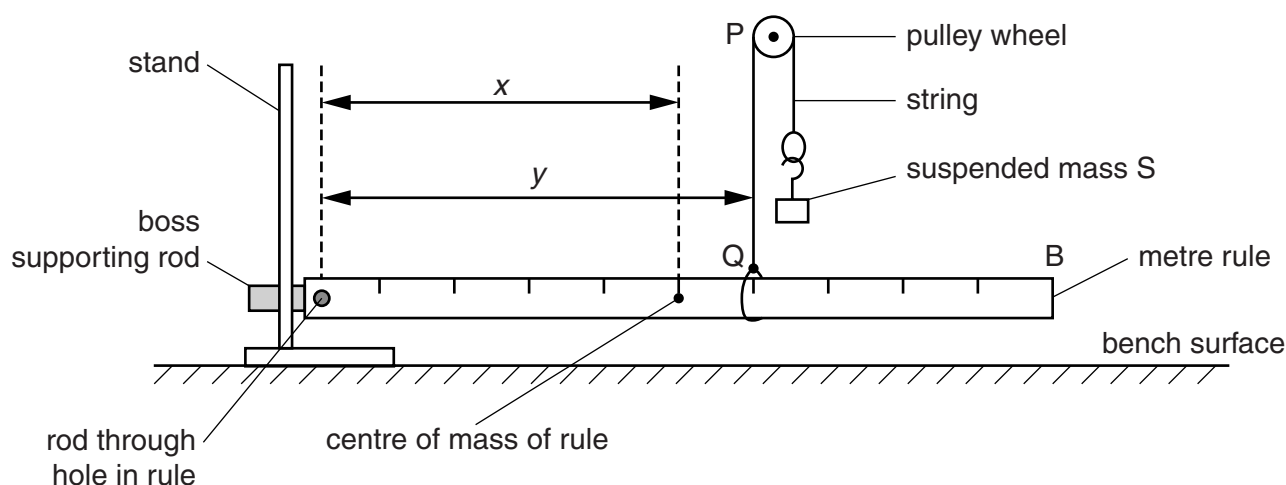 P
pulley wheel
stand
x
string
y
suspended mass S
boss
supporting rod
Q
B
metre rule
bench surface
rod through
hole in rule
centre of mass of rule